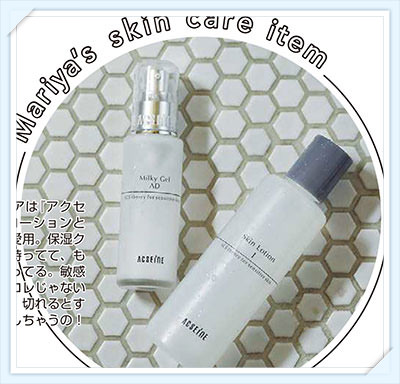 Mariya's skin care item
ACSEINE
Milky Gel
AD
ACSEINE
Skin Lotion
ACSEINE
アは「アクセ
ーションと
愛用。保湿ク
持ってて、も
ってる。敏感
コレじゃない
切れるとす
しちゃうの！